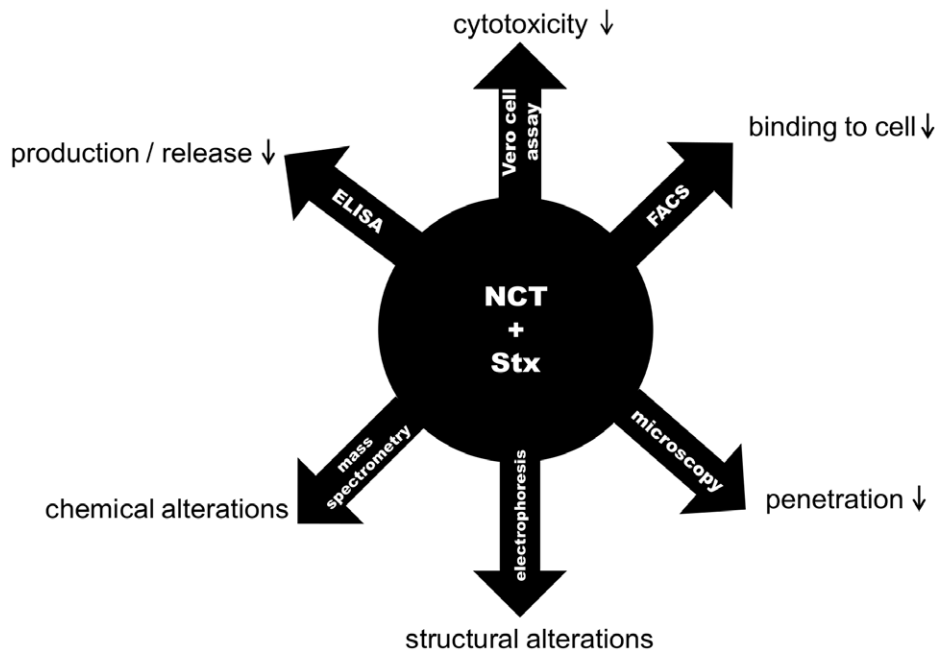 cytotoxicity ↓
Vero cell
assay
binding to cell↓
FACS
production / release ↓
ELISA
NCT
+
Stx
mass
spectrometry
chemical alterations
microscopy
penetration ↓
electrophoresis
structural alterations